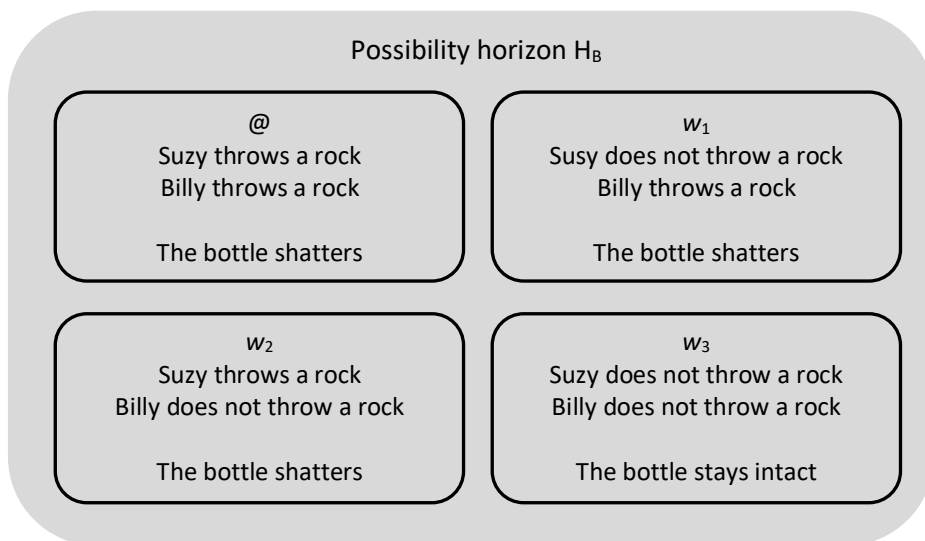 Possibility horizon H_B
@
Suzy throws a rock
Billy throws a rock
The bottle shatters
w₁
Susy does not throw a rock
Billy throws a rock
The bottle shatters
w₂
Suzy throws a rock
Billy does not throw a rock
The bottle shatters
w₃
Suzy does not throw a rock
Billy does not throw a rock
The bottle stays intact